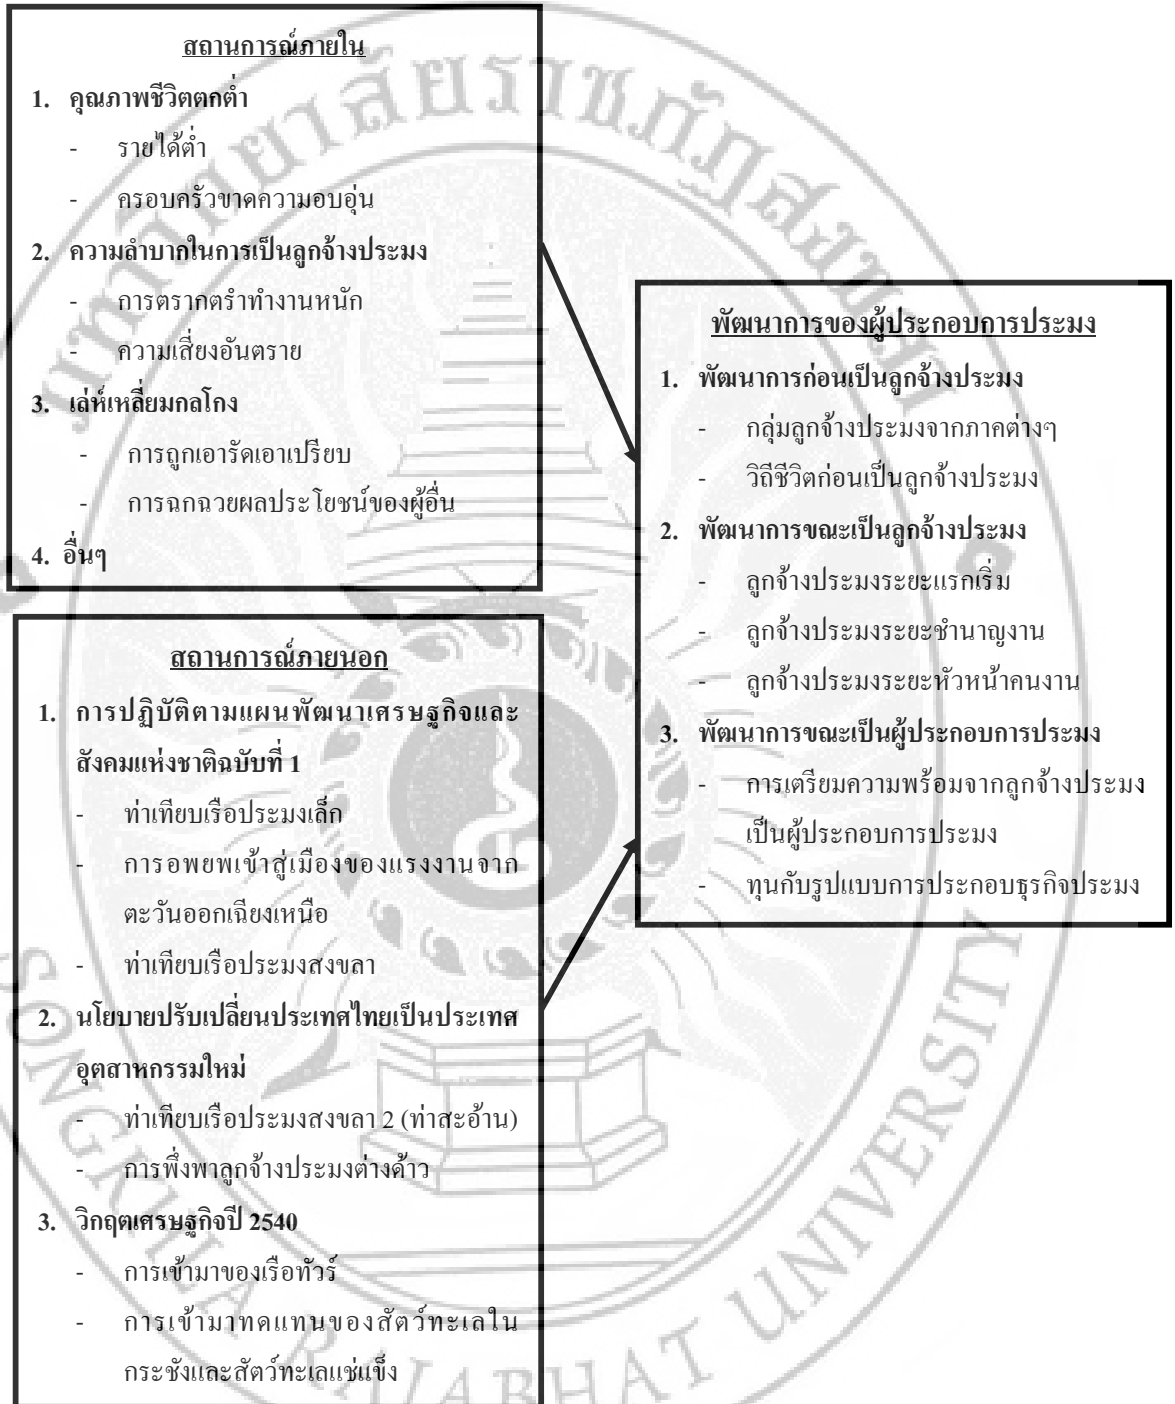 สถานการณ์ภายใน
1. คุณภาพชีวิตตกต่ำ
- รายได้ต่ำ
- ครอบครัวขาดความอบอุ่น
2. ความลำบากในการเป็นลูกจ้างประมง
- การตรากตรำทำงานหนัก
- ความเสี่ยงอันตราย
3. เล่ห์เหลี่ยมกลโกง
- การถูกเอารัดเอาเปรียบ
- การฉกฉวยผลประโยชน์ของผู้อื่น
4. อื่นๆ
สถานการณ์ภายนอก
1. การปฏิบัติตามแผนพัฒนาเศรษฐกิจและ
สังคมแห่งชาติฉบับที่ 1
- ท่าเทียบเรือประมงเล็ก
- การอพยพเข้าสู่เมืองของแรงงานจาก
ตะวันออกเฉียงเหนือ
- ท่าเทียบเรือประมงสงขลา
2. นโยบายปรับเปลี่ยนประเทศไทยเป็นประเทศ
อุตสาหกรรมใหม่
- ท่าเทียบเรือประมงสงขลา 2 (ท่าสะอ้าน)
- การพึ่งพาลูกจ้างประมงต่างด้าว
3. วิกฤตเศรษฐกิจปี 2540
- การเข้ามาของเรือทัวร์
- การเข้ามาทดแทนของสัตว์ทะเลใน
กระชังและสัตว์ทะเลแช่แข็ง
พัฒนาการของผู้ประกอบการประมง
1. พัฒนาการก่อนเป็นลูกจ้างประมง
- กลุ่มลูกจ้างประมงจากภาคต่างๆ
- วิถีชีวิตก่อนเป็นลูกจ้างประมง
2. พัฒนาการขณะเป็นลูกจ้างประมง
- ลูกจ้างประมงระยะแรกเริ่ม
- ลูกจ้างประมงระยะชำนาญงาน
- ลูกจ้างประมงระยะหัวหน้าคนงาน
3. พัฒนาการขณะเป็นผู้ประกอบการประมง
- การเตรียมความพร้อมจากลูกจ้างประมง
เป็นผู้ประกอบการประมง
- ทุนกับรูปแบบการประกอบธุรกิจประมง
มหาวิทยาลัยราชภัฏสงขลา
SONGKHLA RAJABHAT UNIVERSITY